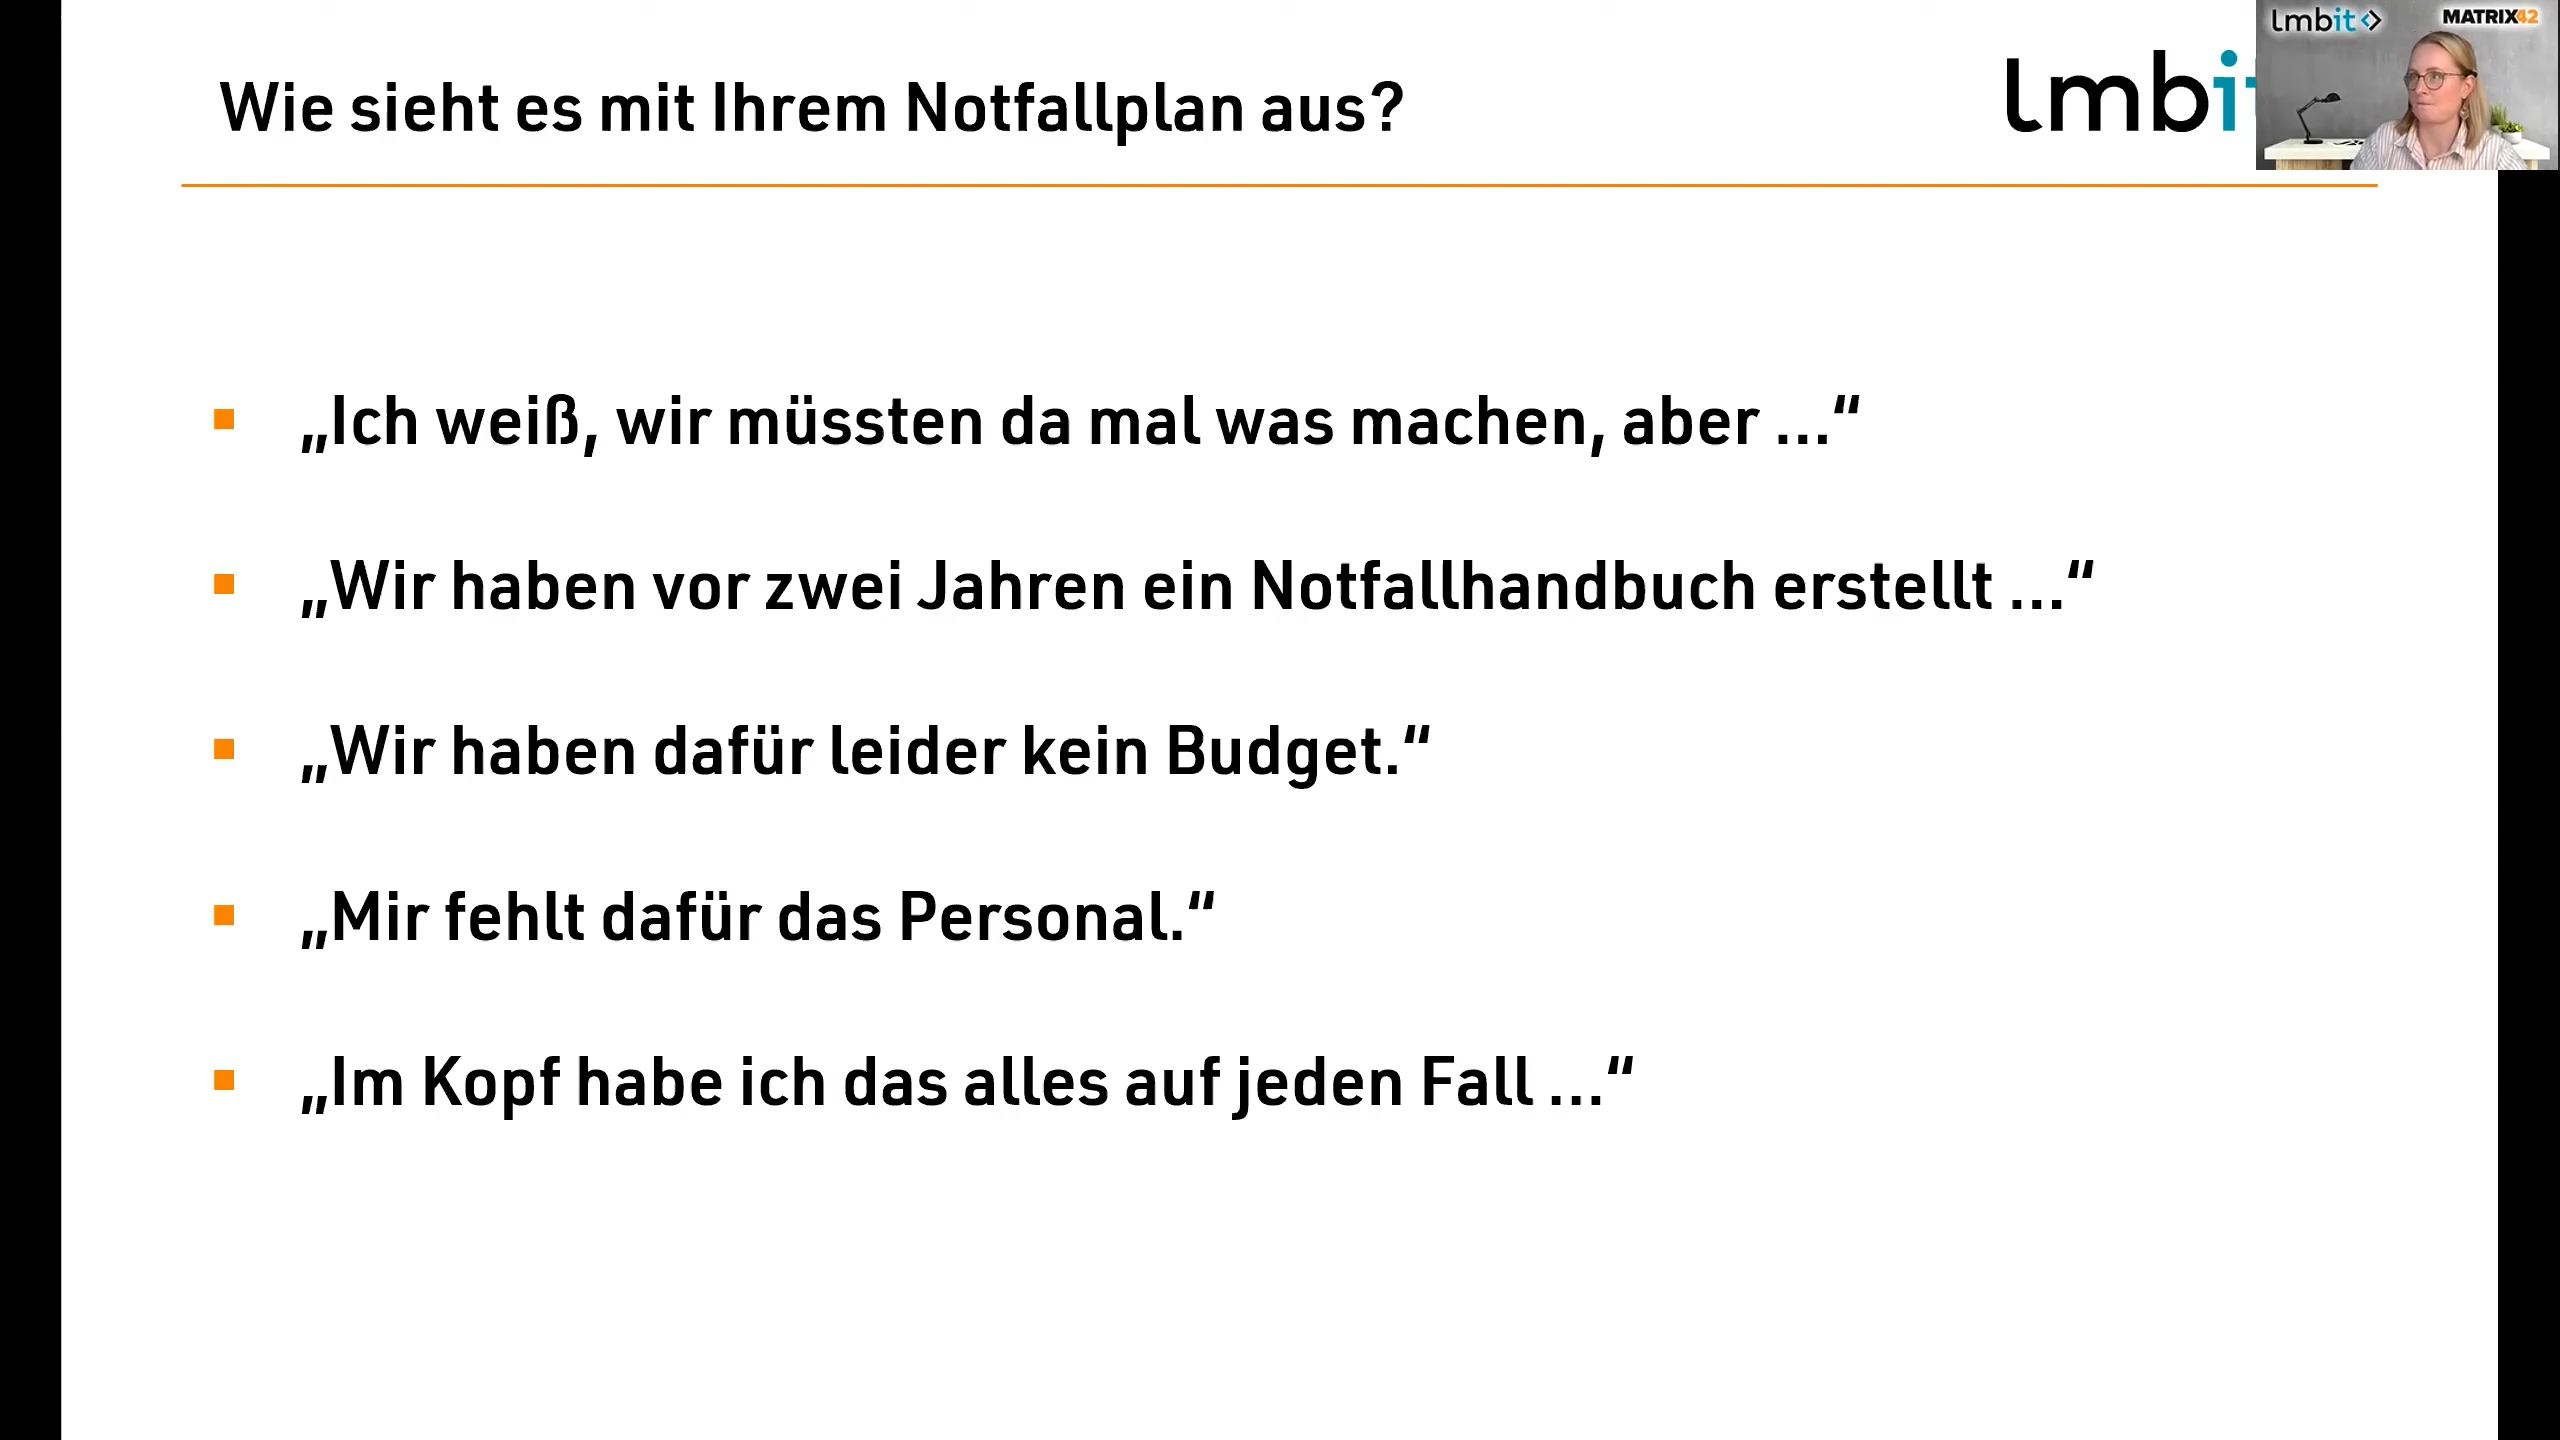 Wie sieht es mit Ihrem Notfallplan aus?
lmbit
lmbit<>
MATRIX42
„Ich weiß, wir müssten da mal was machen, aber ...“
„Wir haben vor zwei Jahren ein Notfallhandbuch erstellt ...“
„Wir haben dafür leider kein Budget.“
„Mir fehlt dafür das Personal.“
„Im Kopf habe ich das alles auf jeden Fall ...“